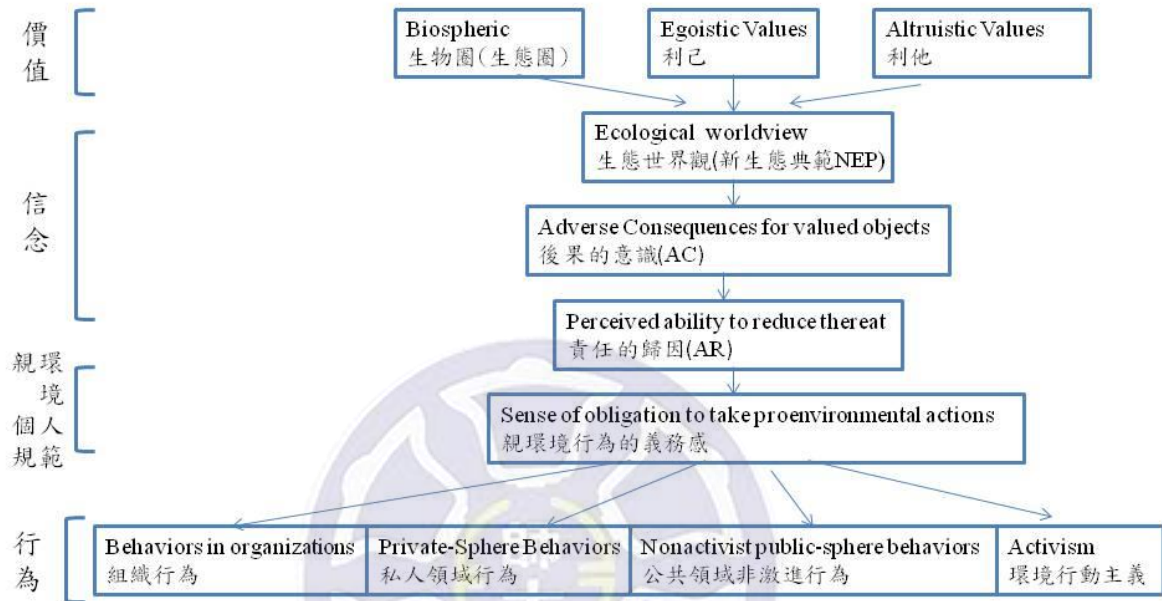 價值
Biospheric
生物圈(生態圈)
Egoistic Values
利己
Altruistic Values
利他
信念
Ecological worldview
生態世界觀(新生態典範NEP)
Adverse Consequences for valued objects
後果的意識(AC)
Perceived ability to reduce thereat
責任的歸因(AR)
親環境個人規範
Sense of obligation to take proenvironmental actions
親環境行為的義務感
行為
Behaviors in organizations
組織行為
Private-Sphere Behaviors
私人領域行為
Nonactivist public-sphere behaviors
公共領域非激進行為
Activism
環境行動主義